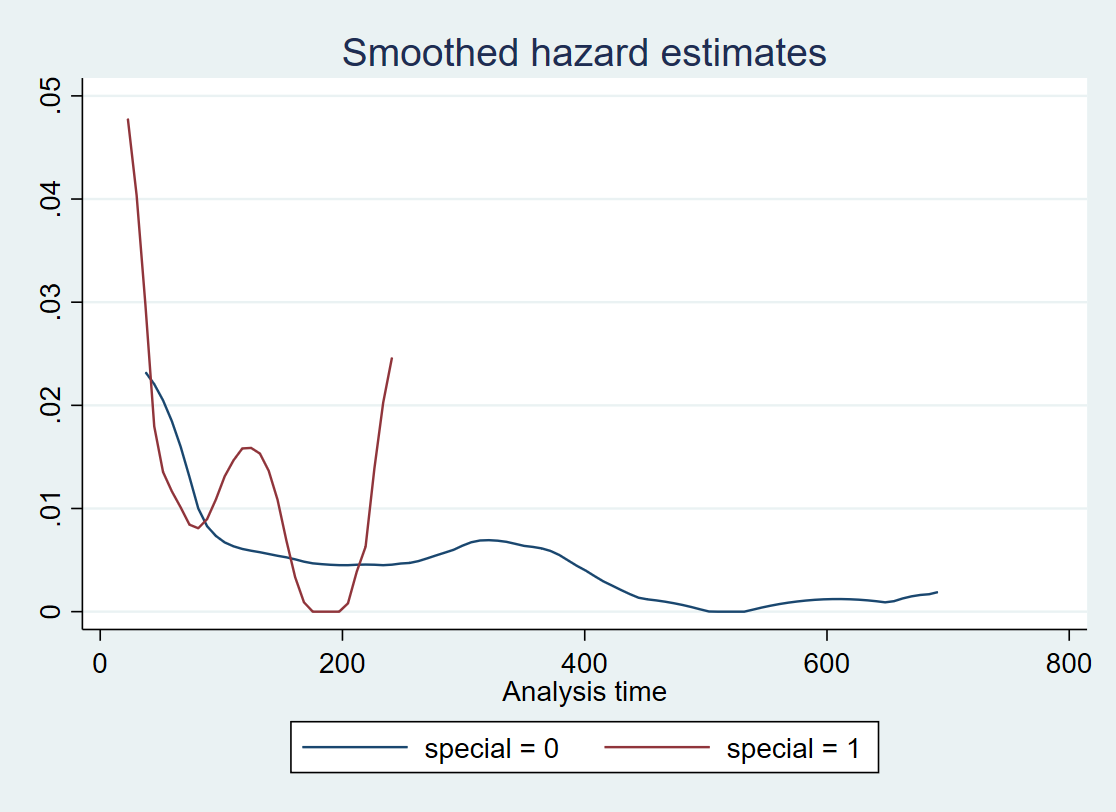 Smoothed hazard estimates
.05
.04
.03
.02
.01
0
0 200 400 600 800
Analysis time
special = 0 special = 1